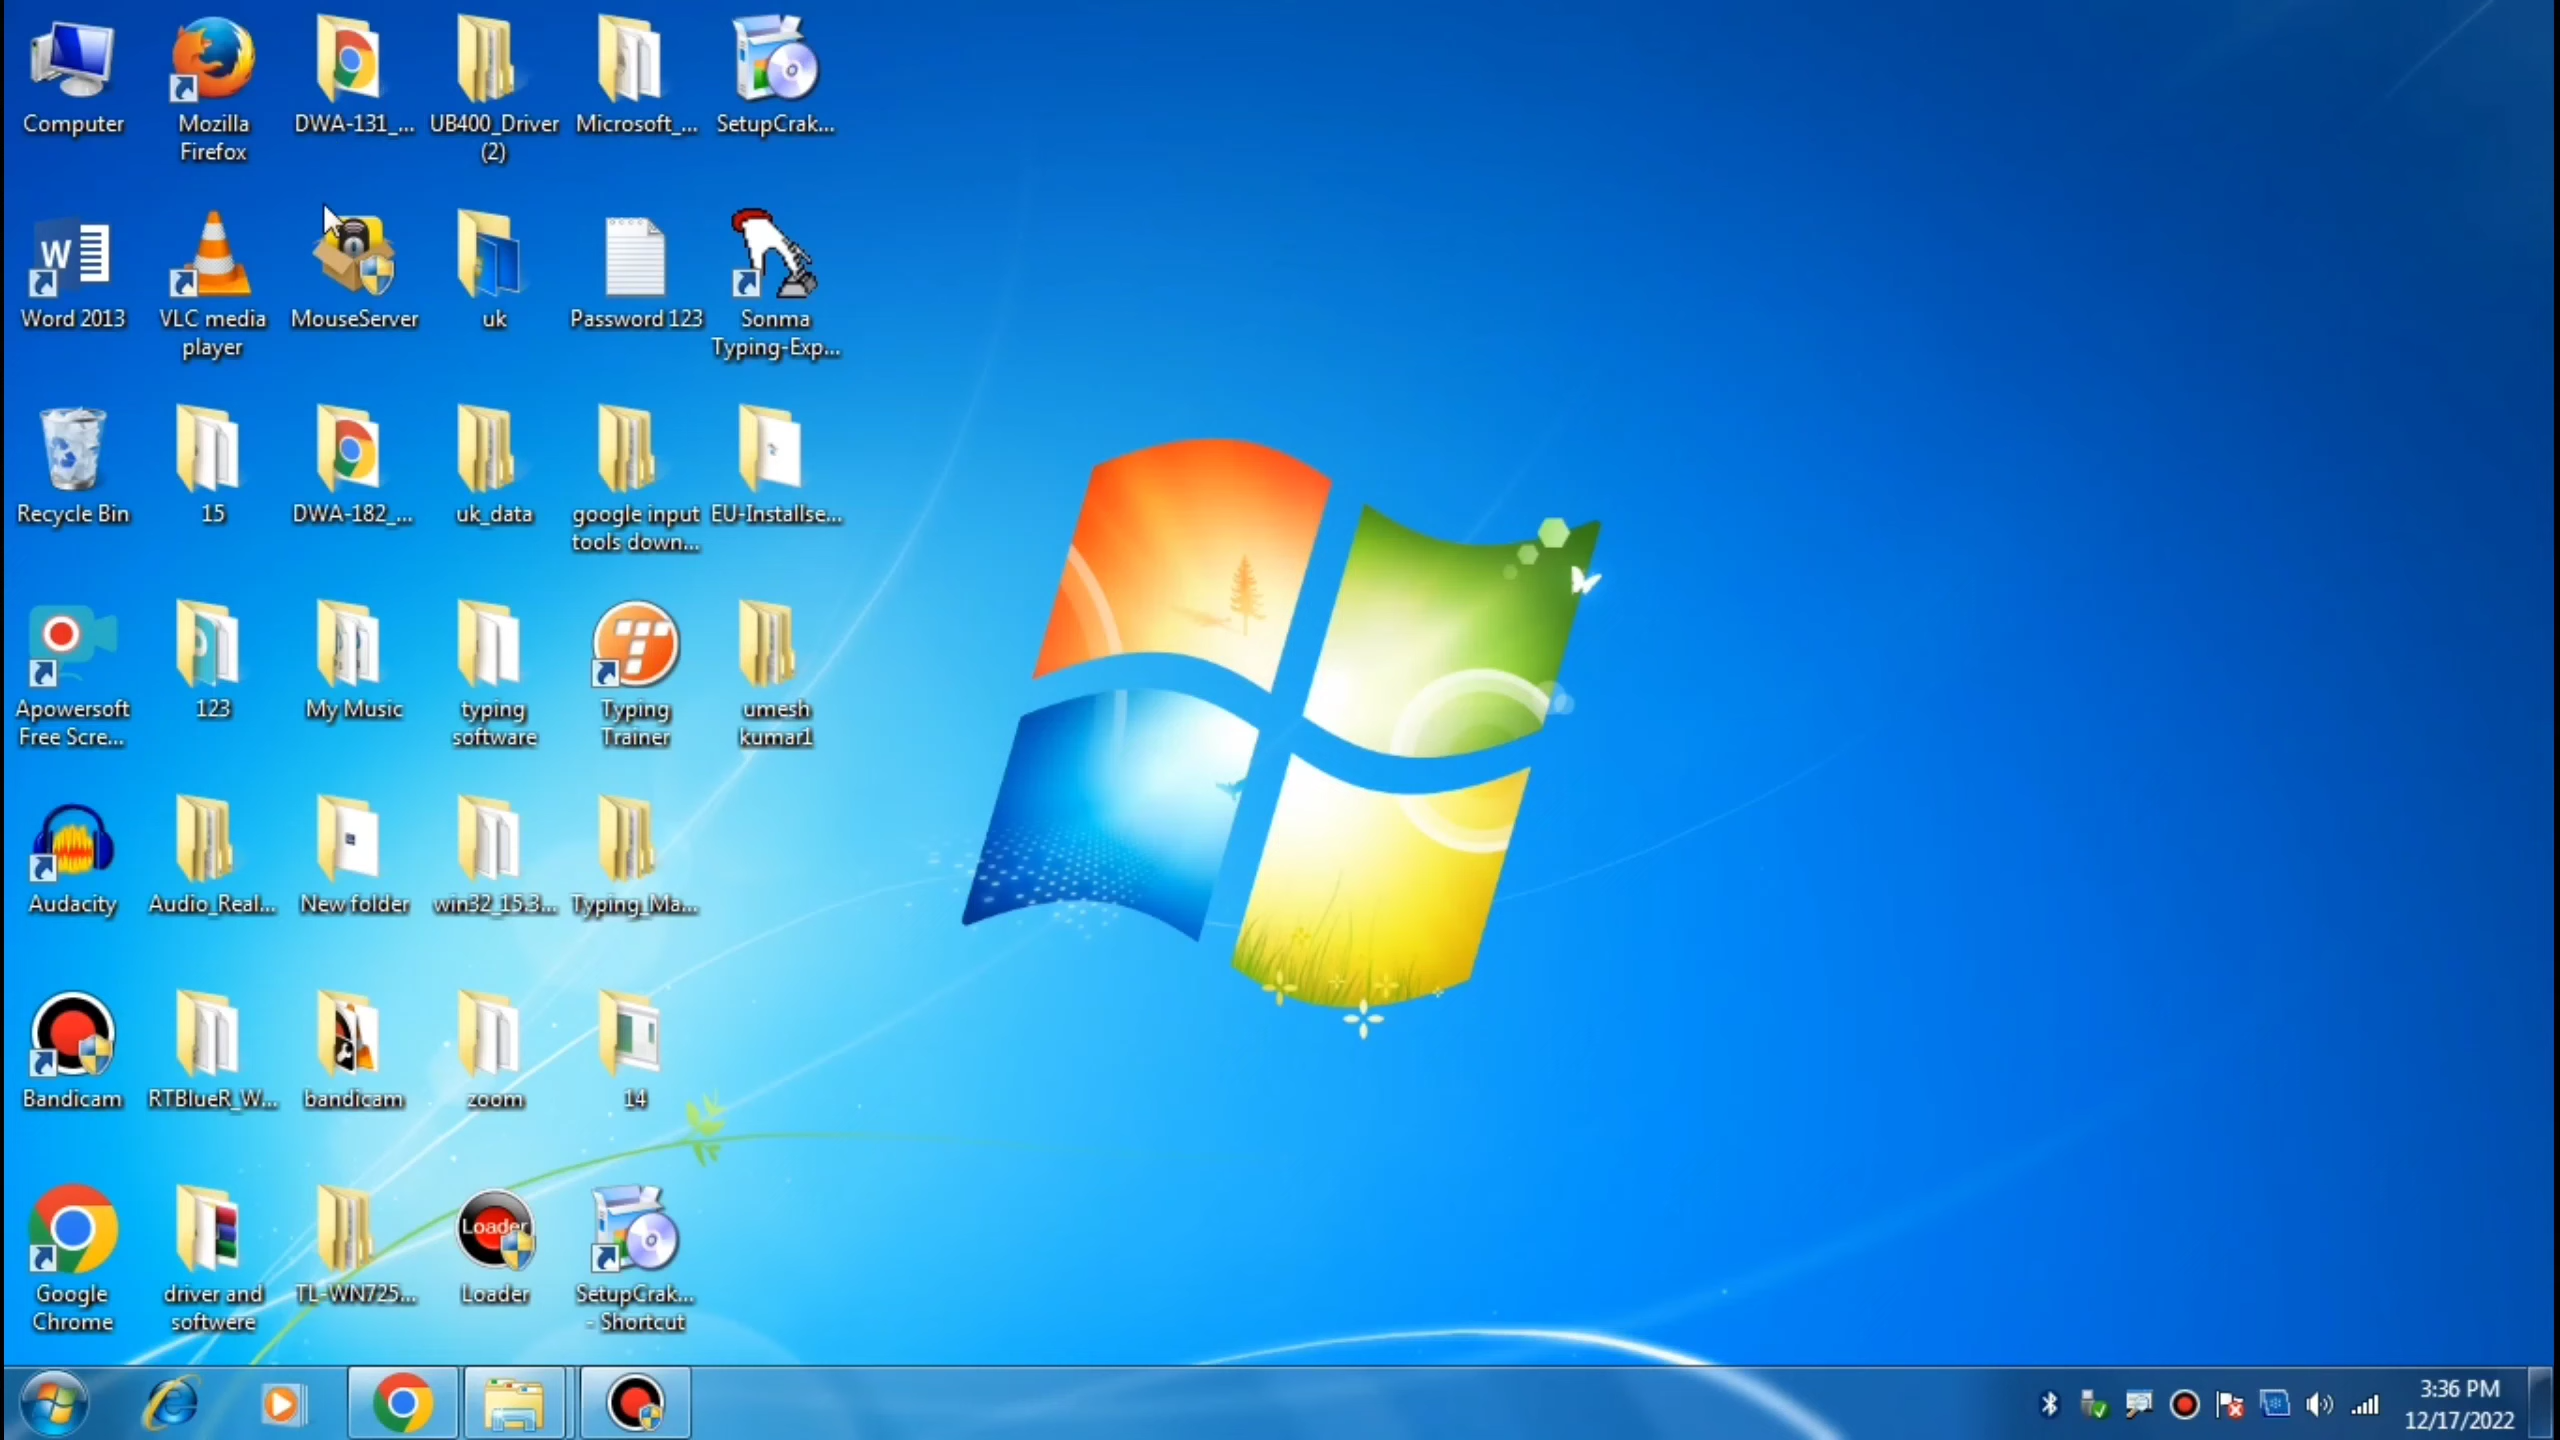 Computer
Mozilla
Firefox
DWA-131_...
UB400_Driver
(2)
Microsoft_...
SetupCrak...
Word 2013
VLC media
player
MouseServer
uk
Password 123
Sonma
Typing-Exp...
Recycle Bin
15
DWA-182_...
uk_data
google input
tools down...
EU-Installse...
Apowersoft
Free Scre...
123
My Music
typing
software
Typing
Trainer
umesh
kumar1
Audacity
Audio_Real...
New folder
win32_15.3...
Typing_Ma...
Bandicam
RTBlueR_W...
bandicam
zoom
14
Google
Chrome
driver and
softwere
TL-WN725...
Loader
Loader
SetupCrak...
- Shortcut
3:36 PM
12/17/2022